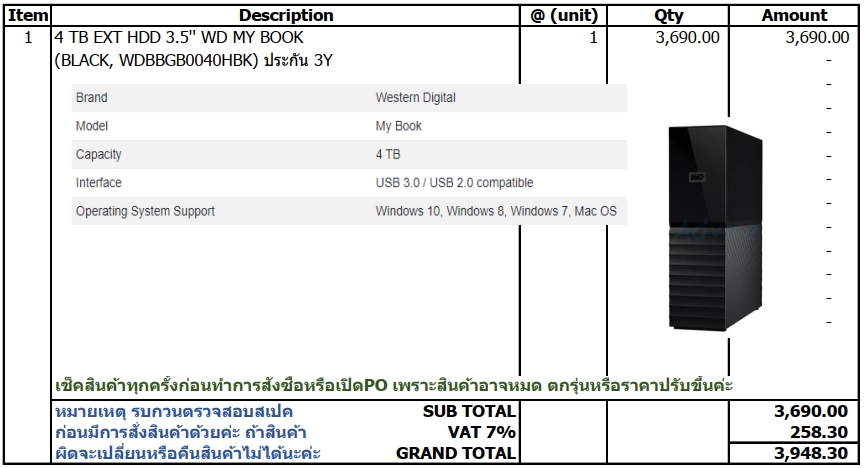 Item Description @ (unit) Qty Amount
1 4 TB EXT HDD 3.5" WD MY BOOK 1 3,690.00 3,690.00
(BLACK, WDBBGB0040HBK) ประกัน 3Y -
Brand Western Digital -
Model My Book -
Capacity 4 TB -
Interface USB 3.0 / USB 2.0 compatible -
WD
Operating System Support Windows 10, Windows 8, Windows 7, Mac OS -
-
-
-
-
-
เช็คสินค้าทุกครั้งก่อนทำการสั่งซื้อหรือเปิดPO เพราะสินค้าอาจหมด ตกรุ่นหรือราคาปรับขึ้นค่ะ
หมายเหตุ รบกวนตรวจสอบสเปค SUB TOTAL 3,690.00
ก่อนมีการสั่งสินค้าด้วยค่ะ ถ้าสินค้า VAT 7% 258.30
ผิดจะเปลี่ยนหรือคืนสินค้าไม่ได้นะค่ะ GRAND TOTAL 3,948.30